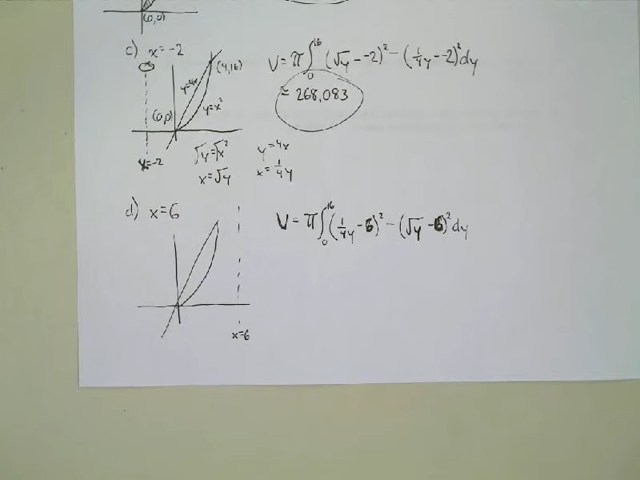 (0,0)
c) x=-2
V = π∫₀¹⁶ (√y - -2)² - (1/4y - -2)² dy
(4,16)
y=4x
≈ 268.083
y=x²
(0,0)
x=-2
√y=√x²
y=4x
x=√y
x=1/4y
d) x=6
V = π∫₀¹⁶ (1/4y - 6)² - (√y - 6)² dy
x=6